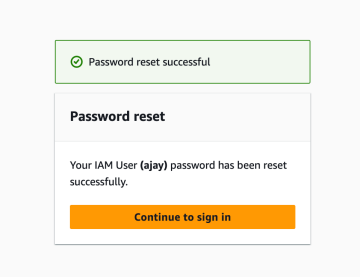 Password reset successful
Password reset
Your IAM User (ajay) password has been reset
successfully.
Continue to sign in